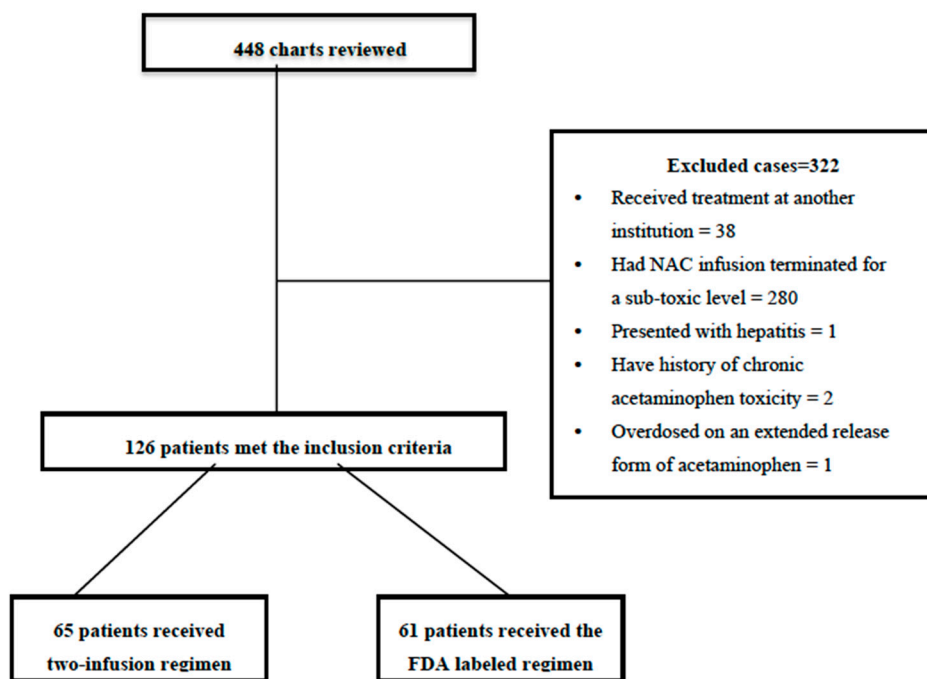 448 charts reviewed
Excluded cases=322
• Received treatment at another
institution = 38
• Had NAC infusion terminated for
a sub-toxic level = 280
• Presented with hepatitis = 1
• Have history of chronic
acetaminophen toxicity = 2
• Overdosed on an extended release
form of acetaminophen = 1
126 patients met the inclusion criteria
65 patients received
two-infusion regimen
61 patients received the
FDA labeled regimen